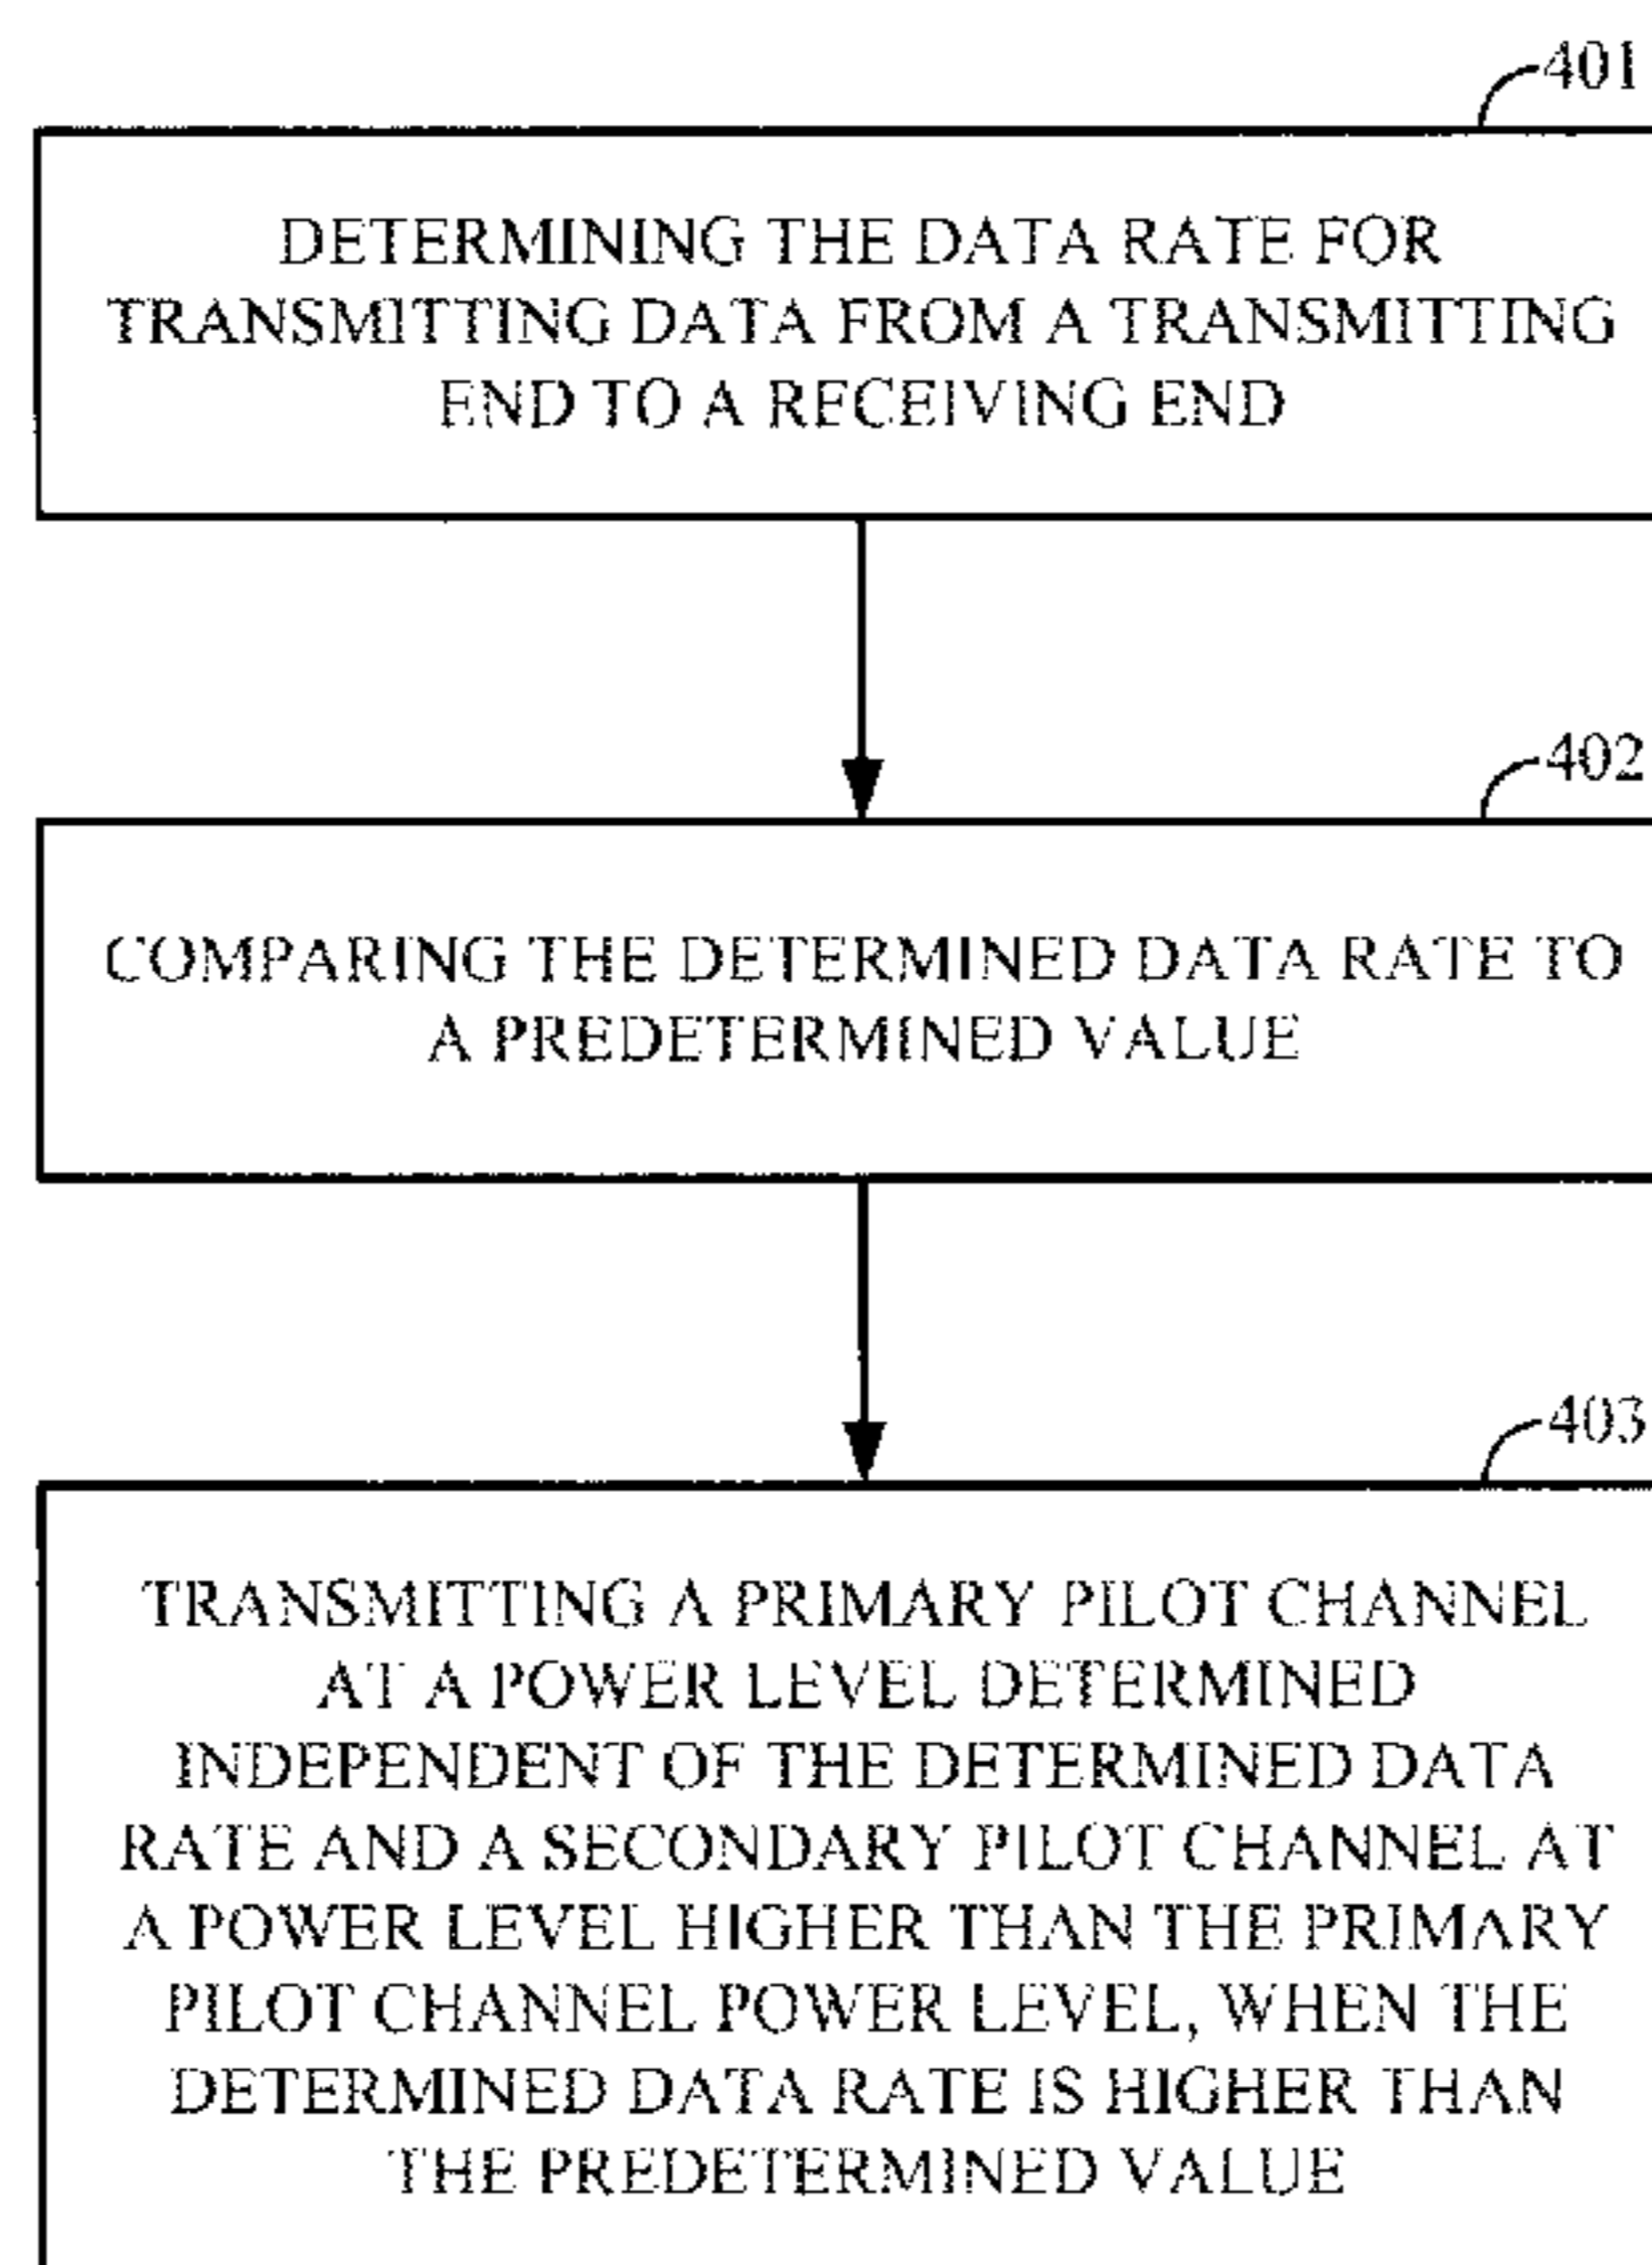 401
DETERMINING THE DATA RATE FOR
TRANSMITTING DATA FROM A TRANSMITTING
END TO A RECEIVING END
402
COMPARING THE DETERMINED DATA RATE TO
A PREDETERMINED VALUE
403
TRANSMITTING A PRIMARY PILOT CHANNEL
AT A POWER LEVEL DETERMINED
INDEPENDENT OF THE DETERMINED DATA
RATE AND A SECONDARY PILOT CHANNEL AT
A POWER LEVEL HIGHER THAN THE PRIMARY
PILOT CHANNEL POWER LEVEL, WHEN THE
DETERMINED DATA RATE IS HIGHER THAN
THE PREDETERMINED VALUE